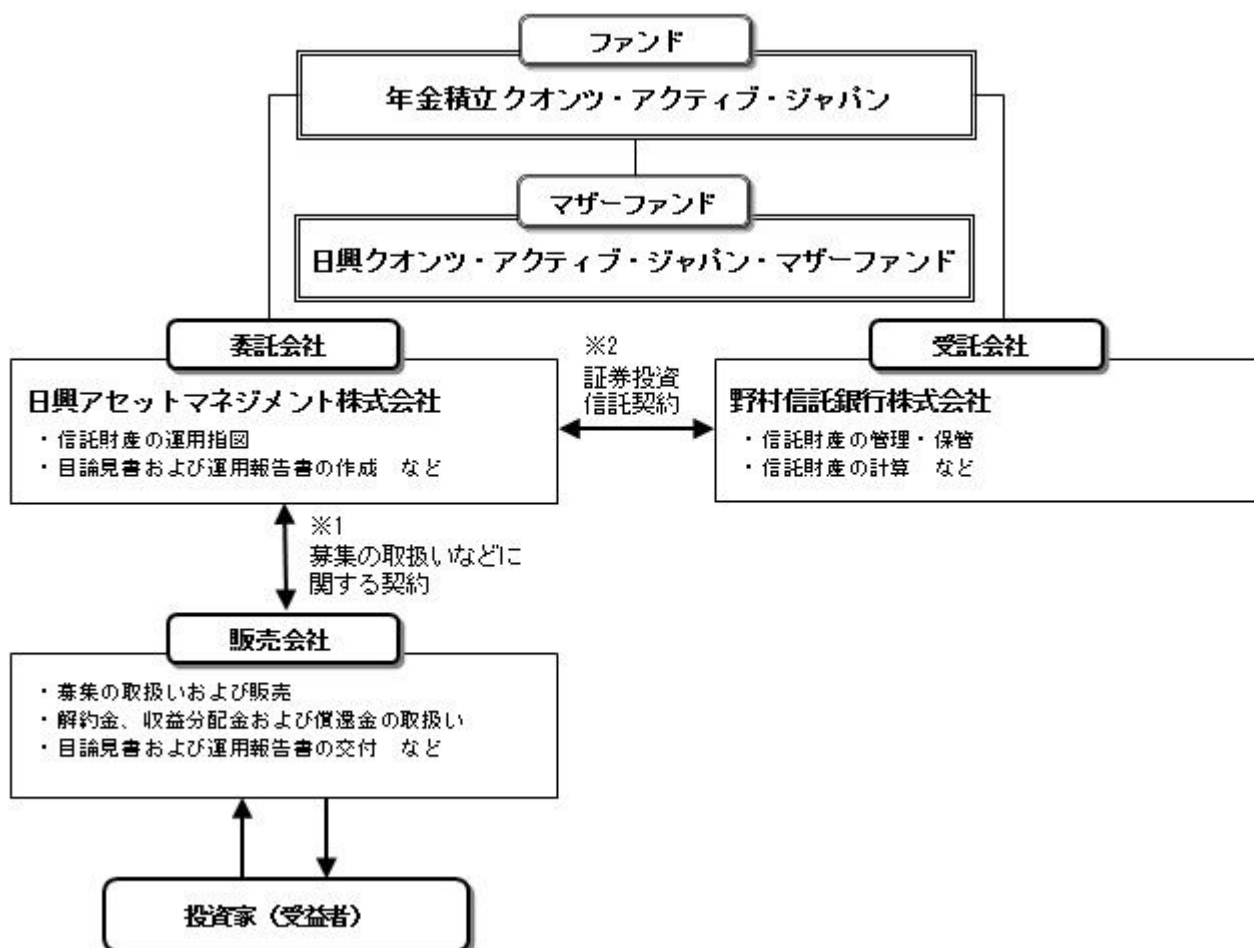 ファンド
年金積立クオンツ・アクティブ・ジャパン
マザーファンド
日興クオンツ・アクティブ・ジャパン・マザーファンド
委託会社
日興アセットマネジメント株式会社
・信託財産の運用指図
・目論見書および運用報告書の作成　など
※2
証券投資
信託契約
受託会社
野村信託銀行株式会社
・信託財産の管理・保管
・信託財産の計算　など
※1
募集の取扱いなどに
関する契約
販売会社
・募集の取扱いおよび販売
・解約金、収益分配金および償還金の取扱い
・目論見書および運用報告書の交付　など
投資家（受益者）